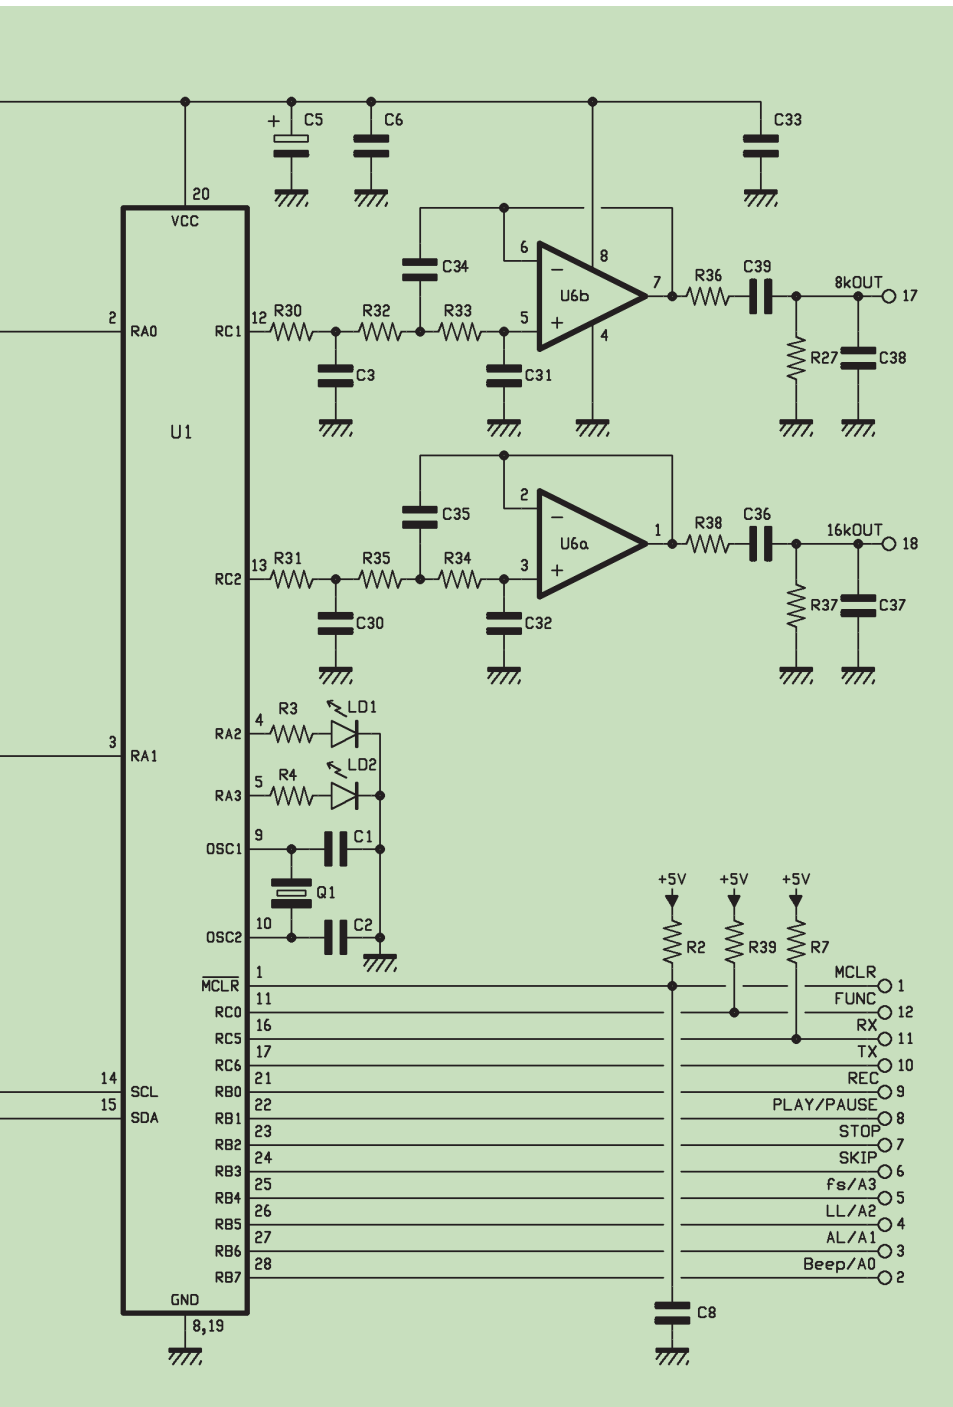 + C5 C6 C33
20
VCC
6 8 C34 7 R36 C39 8kOUT
U6b 17
− +
2 RA0 RC1 12 R30 R32 R33 5 4 R27 C38
C3 C31
U1
2 C35 1 R38 C36 16kOUT
U6a 18
− +
RC2 13 R31 R35 R34 3 R37 C37
C30 C32
RA2 4 R3 LD1
3 RA1
RA3 5 R4 LD2
OSC1 9 C1
Q1 +5V +5V +5V
OSC2 10 C2 R2 R39 R7
MCLR 1 MCLR 1
RC0 11 FUNC 12
RC5 16 RX 11
RC6 17 TX 10
14 SCL RB0 21 REC 9
15 SDA RB1 22 PLAY/PAUSE 8
RB2 23 STOP 7
RB3 24 SKIP 6
RB4 25 fs/A3 5
RB5 26 LL/A2 4
RB6 27 AL/A1 3
RB7 28 Beep/A0 2
GND
8,19 C8